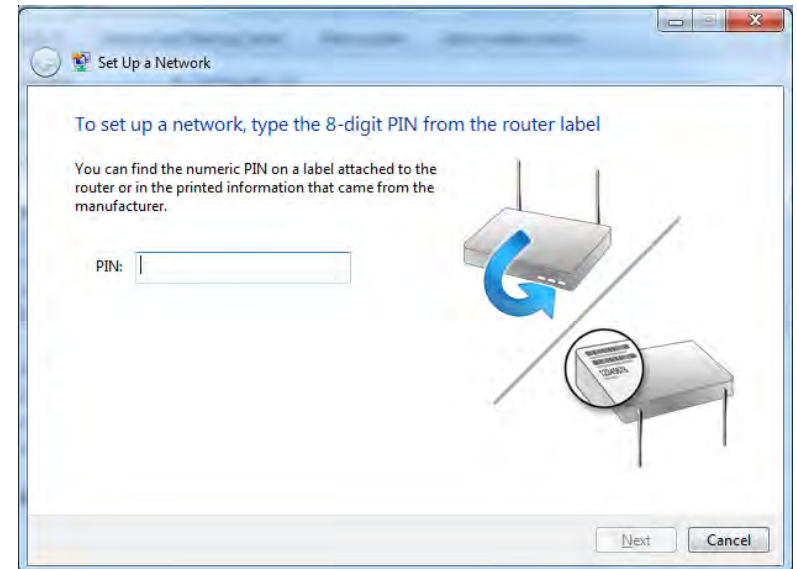 Set Up a Network
To set up a network, type the 8-digit PIN from the router label
You can find the numeric PIN on a label attached to the
router or in the printed information that came from the
manufacturer.
PIN:
Next
Cancel